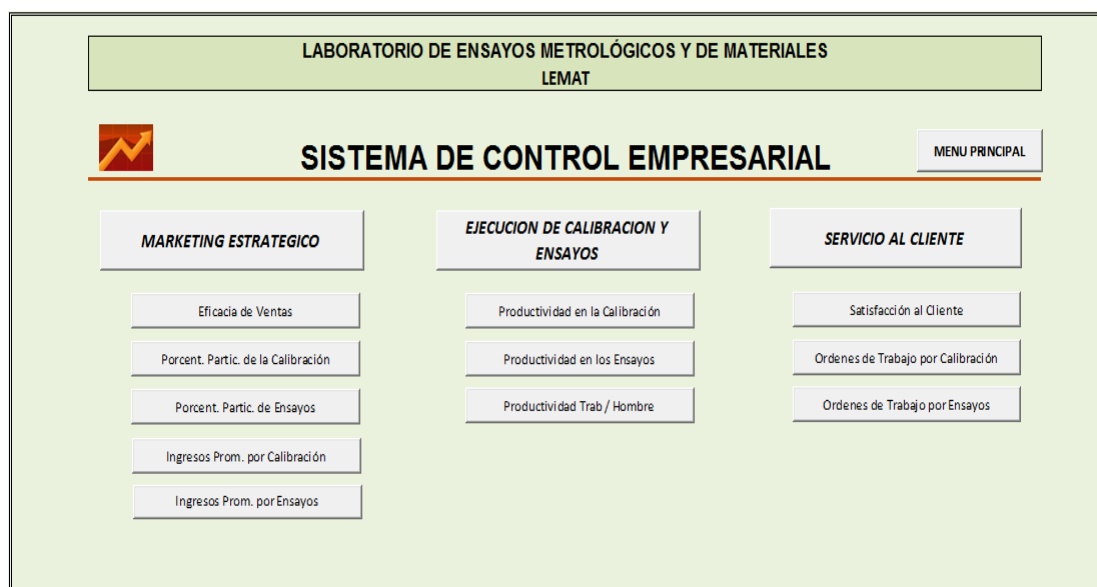 LABORATORIO DE ENSAYOS METROLÓGICOS Y DE MATERIALES
LEMAT
SISTEMA DE CONTROL EMPRESARIAL
MENU PRINCIPAL
MARKETING ESTRATEGICO
Eficacia de Ventas
Porcent. Partic. de la Calibración
Porcent. Partic. de Ensayos
Ingresos Prom. por Calibración
Ingresos Prom. por Ensayos
EJECUCION DE CALIBRACION Y
ENSAYOS
Productividad en la Calibración
Productividad en los Ensayos
Productividad Trab / Hombre
SERVICIO AL CLIENTE
Satisfacción al Cliente
Ordenes de Trabajo por Calibración
Ordenes de Trabajo por Ensayos